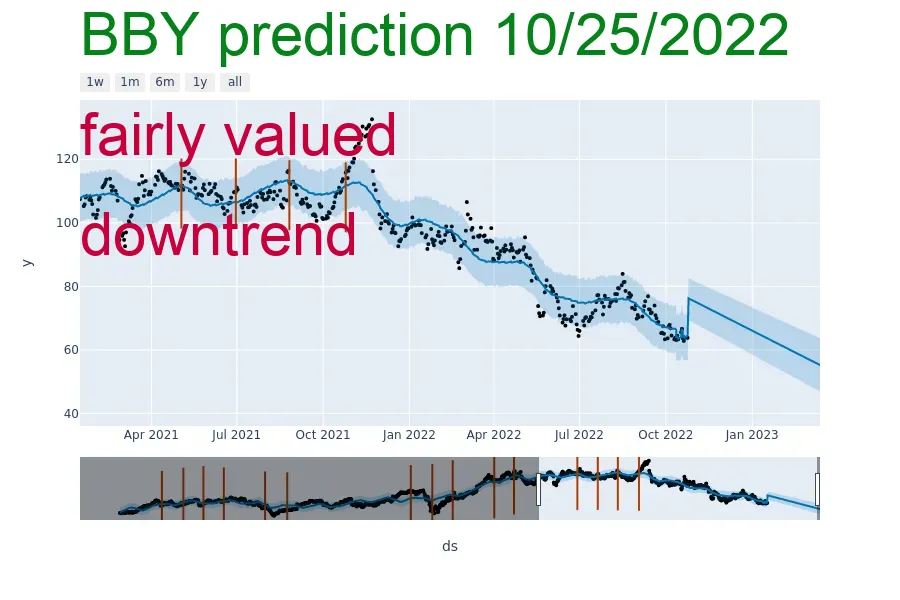 BBY prediction 10/25/2022
1w 1m 6m 1y all
fairly valued
120
100
downtrend
y
80
60
40
Apr 2021 Jul 2021 Oct 2021 Jan 2022 Apr 2022 Jul 2022 Oct 2022 Jan 2023
ds